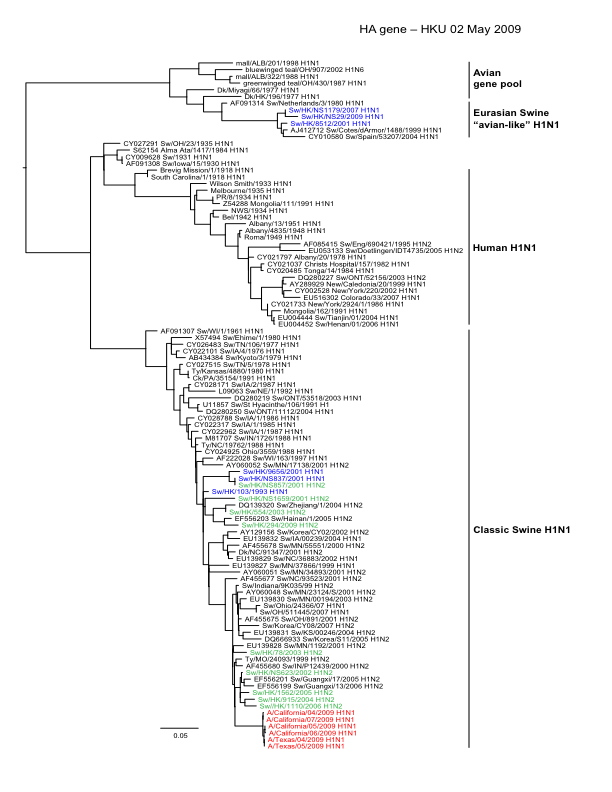 HA gene – HKU 02 May 2009
mall/ALB/201/1998 H1N1
bluewinged teal/OH/907/2002 H1N6
mall/ALB/322/1988 H1N1
greenwinged teal/OH/430/1987 H1N1
Dk/Miyagi/66/1977 H1N1
Dk/HK/196/1977 H1N1
Avian
gene pool
AF091314 Sw/Netherlands/3/1980 H1N1
Sw/HK/NS1179/2007 H1N1
Sw/HK/NS29/2009 H1N1
Sw/HK/8512/2001 H1N1
AJ412712 Sw/Cotes/dArmor/1488/1999 H1N1
CY010580 Sw/Spain/53207/2004 H1N1
Eurasian Swine
“avian-like” H1N1
CY027291 Sw/OH/23/1935 H1N1
S62154 Alma Ata/1417/1984 H1N1
CY009628 Sw/1931 H1N1
AF091308 Sw/Iowa/15/1930 H1N1
Brevig Mission/1/1918 H1N1
South Carolina/1/1918 H1N1
Wilson Smith/1933 H1N1
Melbourne/1935 H1N1
PR/8/1934 H1N1
Z54288 Mongolia/111/1991 H1N1
NWS/1934 H1N1
Bel/1942 H1N1
Albany/13/1951 H1N1
Albany/4835/1948 H1N1
Roma/1949 H1N1
AF085415 Sw/Eng/690421/1995 H1N2
EU053133 Sw/Doetlingen/IDT4735/2005 H1N2
CY021797 Albany/20/1978 H1N1
CY021037 Christs Hospital/157/1982 H1N1
CY020485 Tonga/14/1984 H1N1
DQ280227 Sw/ONT/52156/2003 H1N2
AY289929 New/Caledonia/20/1999 H1N1
CY002528 New/York/220/2002 H1N1
EU516302 Colorado/33/2007 H1N1
CY021733 New/York/2924/1/1986 H1N1
Mongolia/162/1991 H1N1
EU004444 Sw/Tianjin/01/2004 H1N1
EU004452 Sw/Henan/01/2006 H1N1
Human H1N1
AF091307 Sw/WI/1/1961 H1N1
X57494 Sw/Ehime/1/1980 H1N1
CY026483 Sw/TN/106/1977 H1N1
CY022101 Sw/IA/4/1976 H1N1
AB434384 Sw/Kyoto/3/1979 H1N1
CY027515 Sw/TN/5/1978 H1N1
Ty/Kansas/4880/1980 H1N1
Ck/PA/35154/1991 H1N1
CY028171 Sw/IA/2/1987 H1N1
L09063 Sw/NE/1/1992 H1N1
DQ280219 Sw/ONT/53518/2003 H1N1
U11857 Sw/St Hyacinthe/106/1991 H1
DQ280250 Sw/ONT/11112/2004 H1N1
CY028788 Sw/IA/1/1986 H1N1
CY022317 Sw/IA/1/1985 H1N1
CY022962 Sw/IA/1/1987 H1N1
M81707 Sw/IN/1726/1988 H1N1
Ty/NC/19762/1988 H1N1
CY024925 Ohio/3559/1988 H1N1
AF222028 Sw/WI/163/1997 H1N1
AY060052 Sw/MN/17138/2001 H1N2
Sw/HK/9656/2001 H1N1
Sw/HK/NS837/2001 H1N1
Sw/HK/NS857/2001 H1N2
Sw/HK/103/1993 H1N1
Sw/HK/NS1659/2001 H1N2
DQ139320 Sw/Zhejiang/1/2004 H1N2
Sw/HK/554/2003 H1N2
EF556203 Sw/Hainan/1/2005 H1N2
Sw/HK/294/2009 H1N2
AY129156 Sw/Korea/CY02/2002 H1N2
EU139832 Sw/IA/00239/2004 H1N1
AF455678 Sw/MN/55551/2000 H1N2
Dk/NC/91347/2001 H1N2
EU139829 Sw/NC/36883/2002 H1N1
EU139827 Sw/MN/37866/1999 H1N1
AY060051 Sw/MN/34893/2001 H1N2
AF455677 Sw/NC/93523/2001 H1N2
Sw/Indiana/9K035/99 H1N2
AY060048 Sw/MN/23124/S/2001 H1N2
EU139830 Sw/MN/00194/2003 H1N2
Sw/Ohio/24366/07 H1N1
Sw/OH/511445/2007 H1N1
AF455675 Sw/OH/891/2001 H1N2
Sw/Korea/CY08/2007 H1N2
EU139831 Sw/KS/00246/2004 H1N2
DQ666933 Sw/Korea/S11/2005 H1N2
EU139828 Sw/MN/1192/2001 H1N2
Sw/HK/78/2003 H1N2
Ty/MO/24093/1999 H1N2
AF455680 Sw/IN/P12439/2000 H1N2
Sw/HK/NS623/2002 H1N2
EF556201 Sw/Guangxi/17/2005 H1N2
EF556199 Sw/Guangxi/13/2006 H1N2
Sw/HK/1562/2005 H1N2
Sw/HK/915/2004 H1N2
Sw/HK/1110/2006 H1N2
A/California/04/2009 H1N1
A/California/07/2009 H1N1
A/California/05/2009 H1N1
A/California/06/2009 H1N1
A/Texas/04/2009 H1N1
A/Texas/05/2009 H1N1
Classic Swine H1N1
0.05